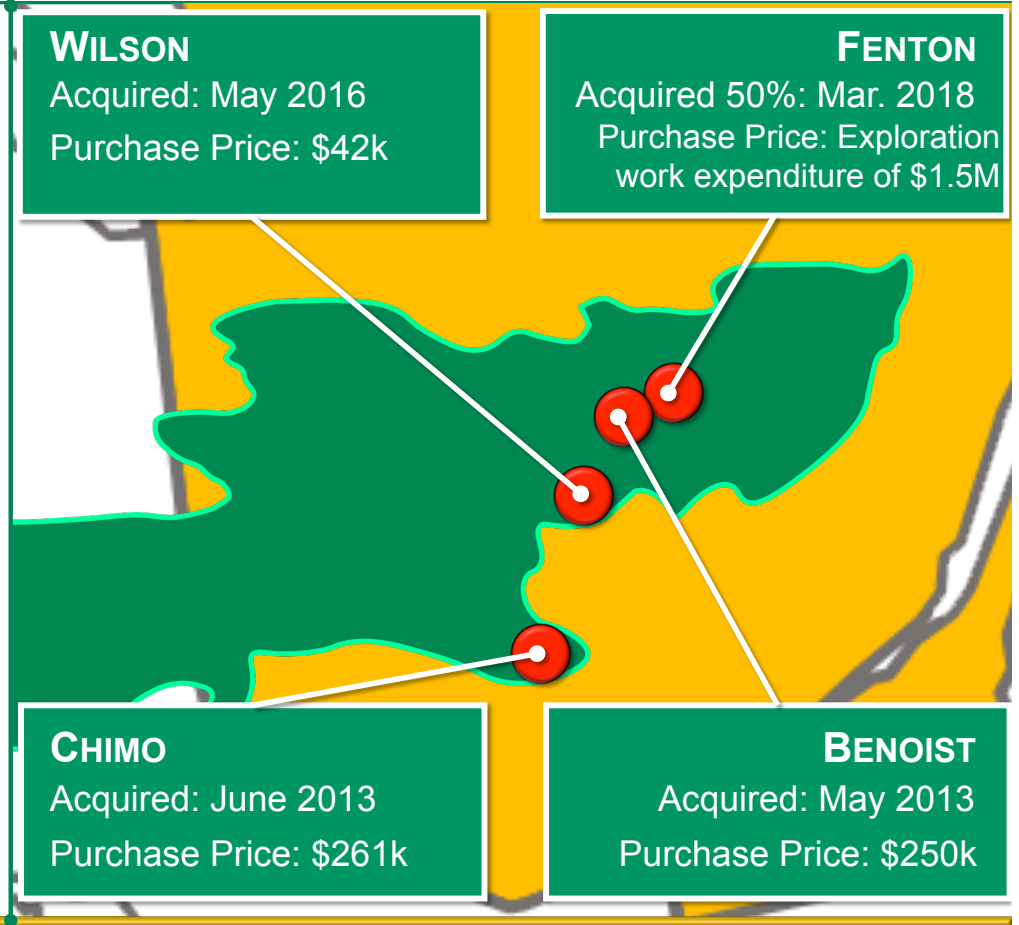 WILSON
Acquired: May 2016
Purchase Price: $42k
FENTON
Acquired 50%: Mar. 2018
Purchase Price: Exploration
work expenditure of $1.5M
CHIMO
Acquired: June 2013
Purchase Price: $261k
BENOIST
Acquired: May 2013
Purchase Price: $250k